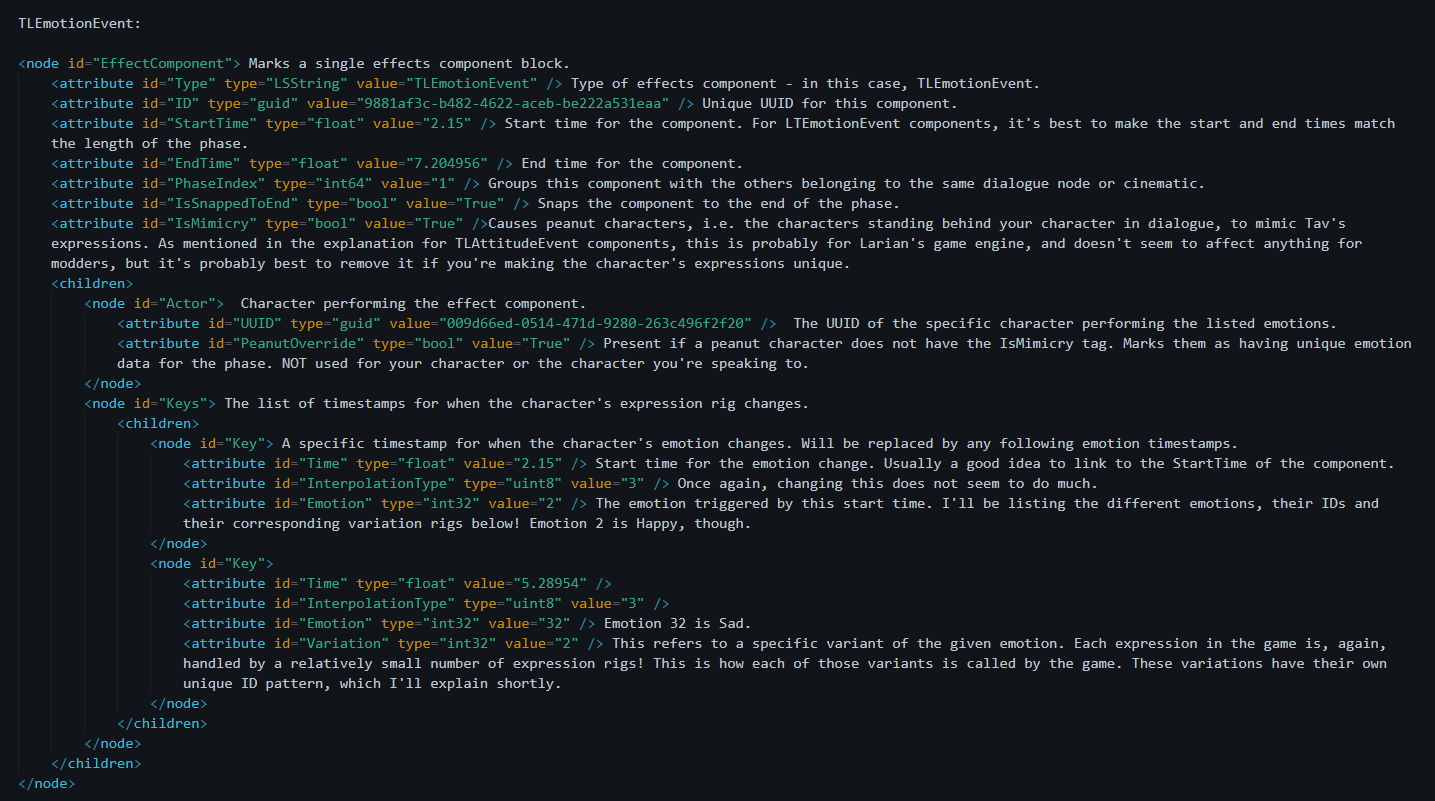 TLEmotionEvent:
<node id="EffectComponent"> Marks a single effects component block.
<attribute id="Type" type="LSString" value="TLEmotionEvent" /> Type of effects component - in this case, TLEmotionEvent.
<attribute id="ID" type="guid" value="9881af3c-b482-4622-aceb-be222a531eaa" /> Unique UUID for this component.
<attribute id="StartTime" type="float" value="2.15" /> Start time for the component. For LTEmotionEvent components, it's best to make the start and end times match
the length of the phase.
<attribute id="EndTime" type="float" value="7.204956" /> End time for the component.
<attribute id="PhaseIndex" type="int64" value="1" /> Groups this component with the others belonging to the same dialogue node or cinematic.
<attribute id="IsSnappedToEnd" type="bool" value="True" /> Snaps the component to the end of the phase.
<attribute id="IsMimicry" type="bool" value="True" />Causes peanut characters, i.e. the characters standing behind your character in dialogue, to mimic Tav's
expressions. As mentioned in the explanation for TLAttitudeEvent components, this is probably for Larian's game engine, and doesn't seem to affect anything for
modders, but it's probably best to remove it if you're making the character's expressions unique.
<children>
<node id="Actor">  Character performing the effect component.
<attribute id="UUID" type="guid" value="009d66ed-0514-471d-9280-263c496f2f20" />  The UUID of the specific character performing the listed emotions.
<attribute id="PeanutOverride" type="bool" value="True" /> Present if a peanut character does not have the IsMimicry tag. Marks them as having unique emotion
data for the phase. NOT used for your character or the character you're speaking to.
</node>
<node id="Keys"> The list of timestamps for when the character's expression rig changes.
<children>
<node id="Key"> A specific timestamp for when the character's emotion changes. Will be replaced by any following emotion timestamps.
<attribute id="Time" type="float" value="2.15" /> Start time for the emotion change. Usually a good idea to link to the StartTime of the component.
<attribute id="InterpolationType" type="uint8" value="3" /> Once again, changing this does not seem to do much.
<attribute id="Emotion" type="int32" value="2" /> The emotion triggered by this start time. I'll be listing the different emotions, their IDs and
their corresponding variation rigs below! Emotion 2 is Happy, though.
</node>
<node id="Key">
<attribute id="Time" type="float" value="5.28954" />
<attribute id="InterpolationType" type="uint8" value="3" />
<attribute id="Emotion" type="int32" value="32" /> Emotion 32 is Sad.
<attribute id="Variation" type="int32" value="2" /> This refers to a specific variant of the given emotion. Each expression in the game is, again,
handled by a relatively small number of expression rigs! This is how each of those variants is called by the game. These variations have their own
unique ID pattern, which I'll explain shortly.
</node>
</children>
</node>
</children>
</node>